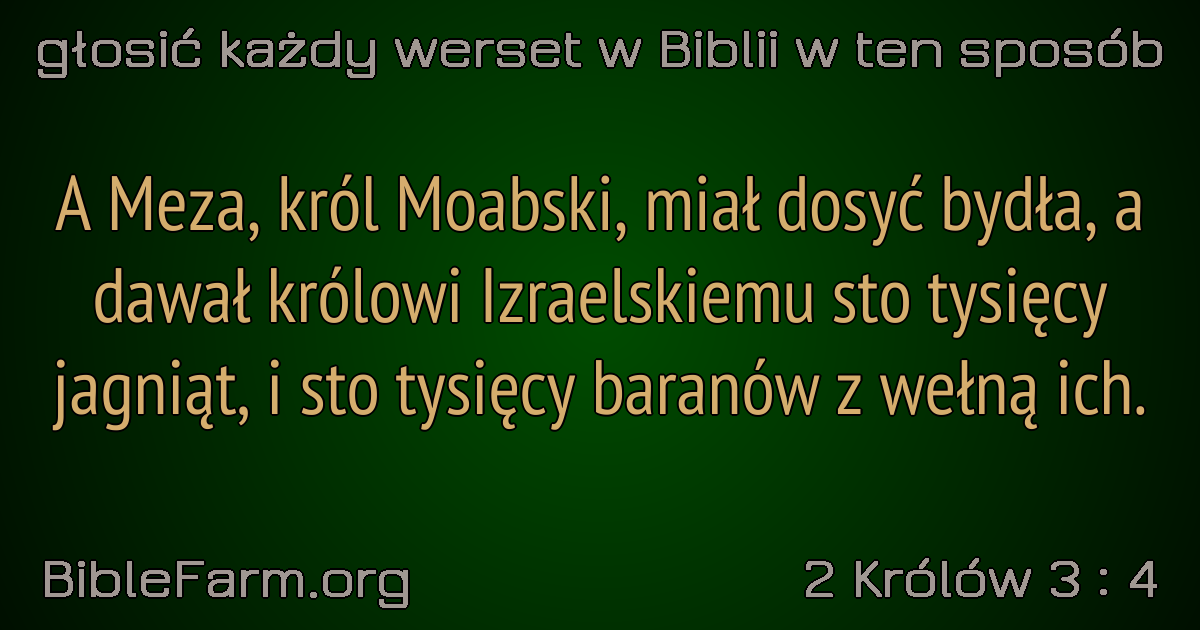 głosić każdy werset w Biblii w ten sposób
A Meza, król Moabski, miał dosyć bydła, a
dawał królowi Izraelskiemu sto tysięcy
jagniąt, i sto tysięcy baranów z wełną ich.
BibleFarm.org
2 Królów 3 : 4